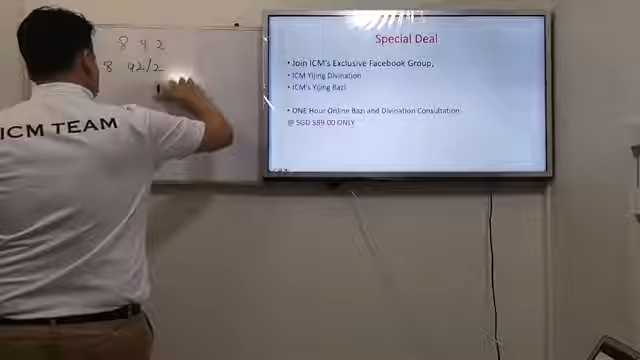 8 4 2
8 42/2
ICM TEAM
Special Deal
• Join ICM's Exclusive Facebook Group,
• ICM Yijing Divination
• ICM's Yijing Bazi
• ONE Hour Online Bazi and Divination Consultation
@ SGD $89.00 ONLY